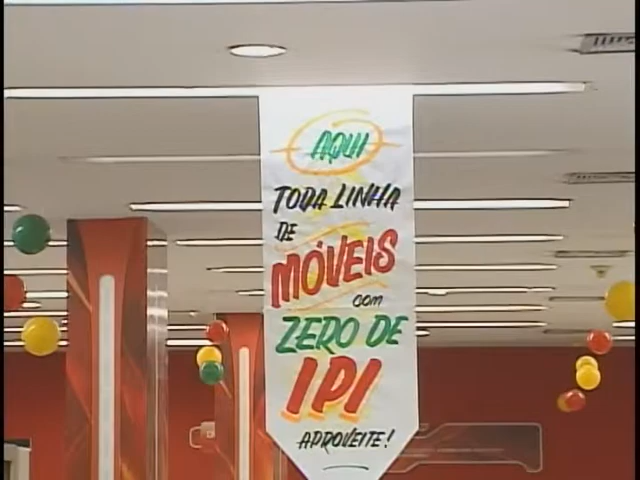 AQUI
TODA LINHA
DE
MÓVEIS
com
ZERO DE
IPI
APROVEITE!